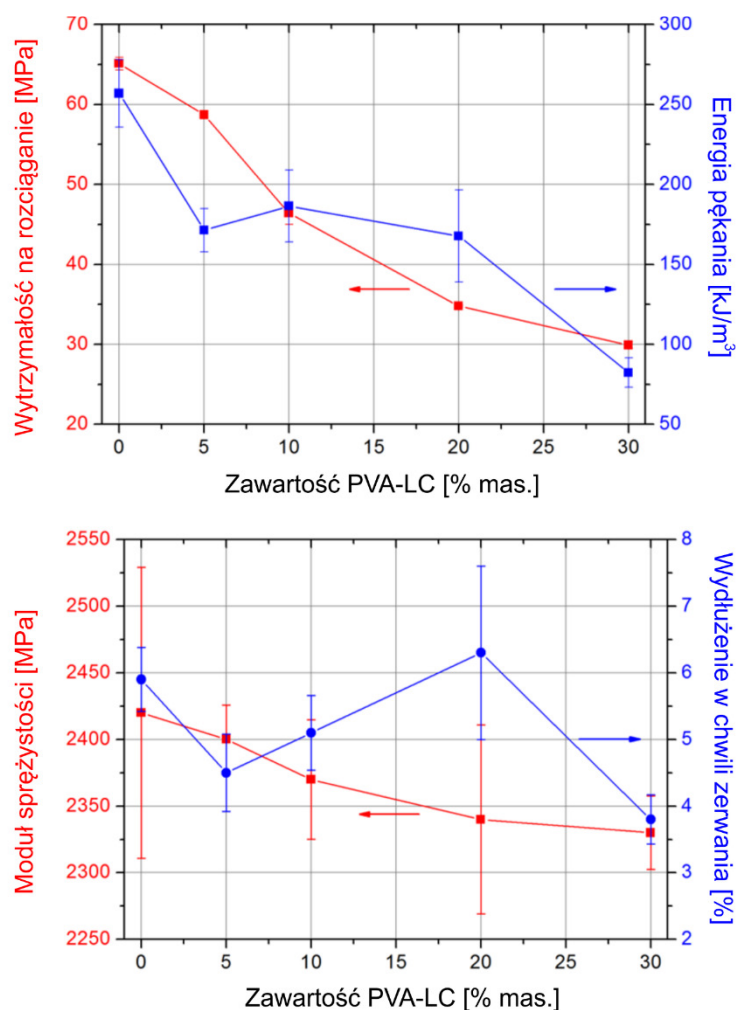 Wytrzymałość na rozciąganie [MPa]
70
60
50
40
30
20
300
250
200
150
100
50
Energia pękania [kJ/m³]
0 5 10 15 20 25 30
Zawartość PVA-LC [% mas.]
Moduł sprężystości [MPa]
2550
2500
2450
2400
2350
2300
2250
8
7
6
5
4
3
2
Wydłużenie w chwili
zerwania [%]
0 5 10 15 20 25 30
Zawartość PVA-LC [% mas.]